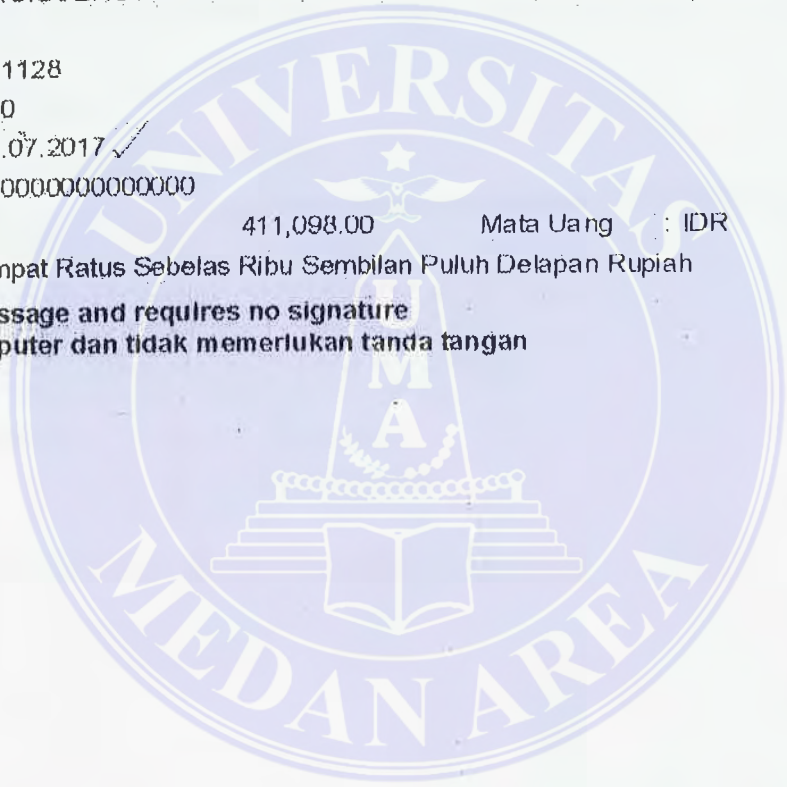 1128
0
.07.2017
0000000000000
411,098.00 Mata Uang : IDR
mpat Ratus Sebelas Ribu Sembilan Puluh Delapan Rupiah
ssage and requires no signature
puter dan tidak memerlukan tanda tangan
UNIVERSITAS
U
M
A
MEDAN AREA